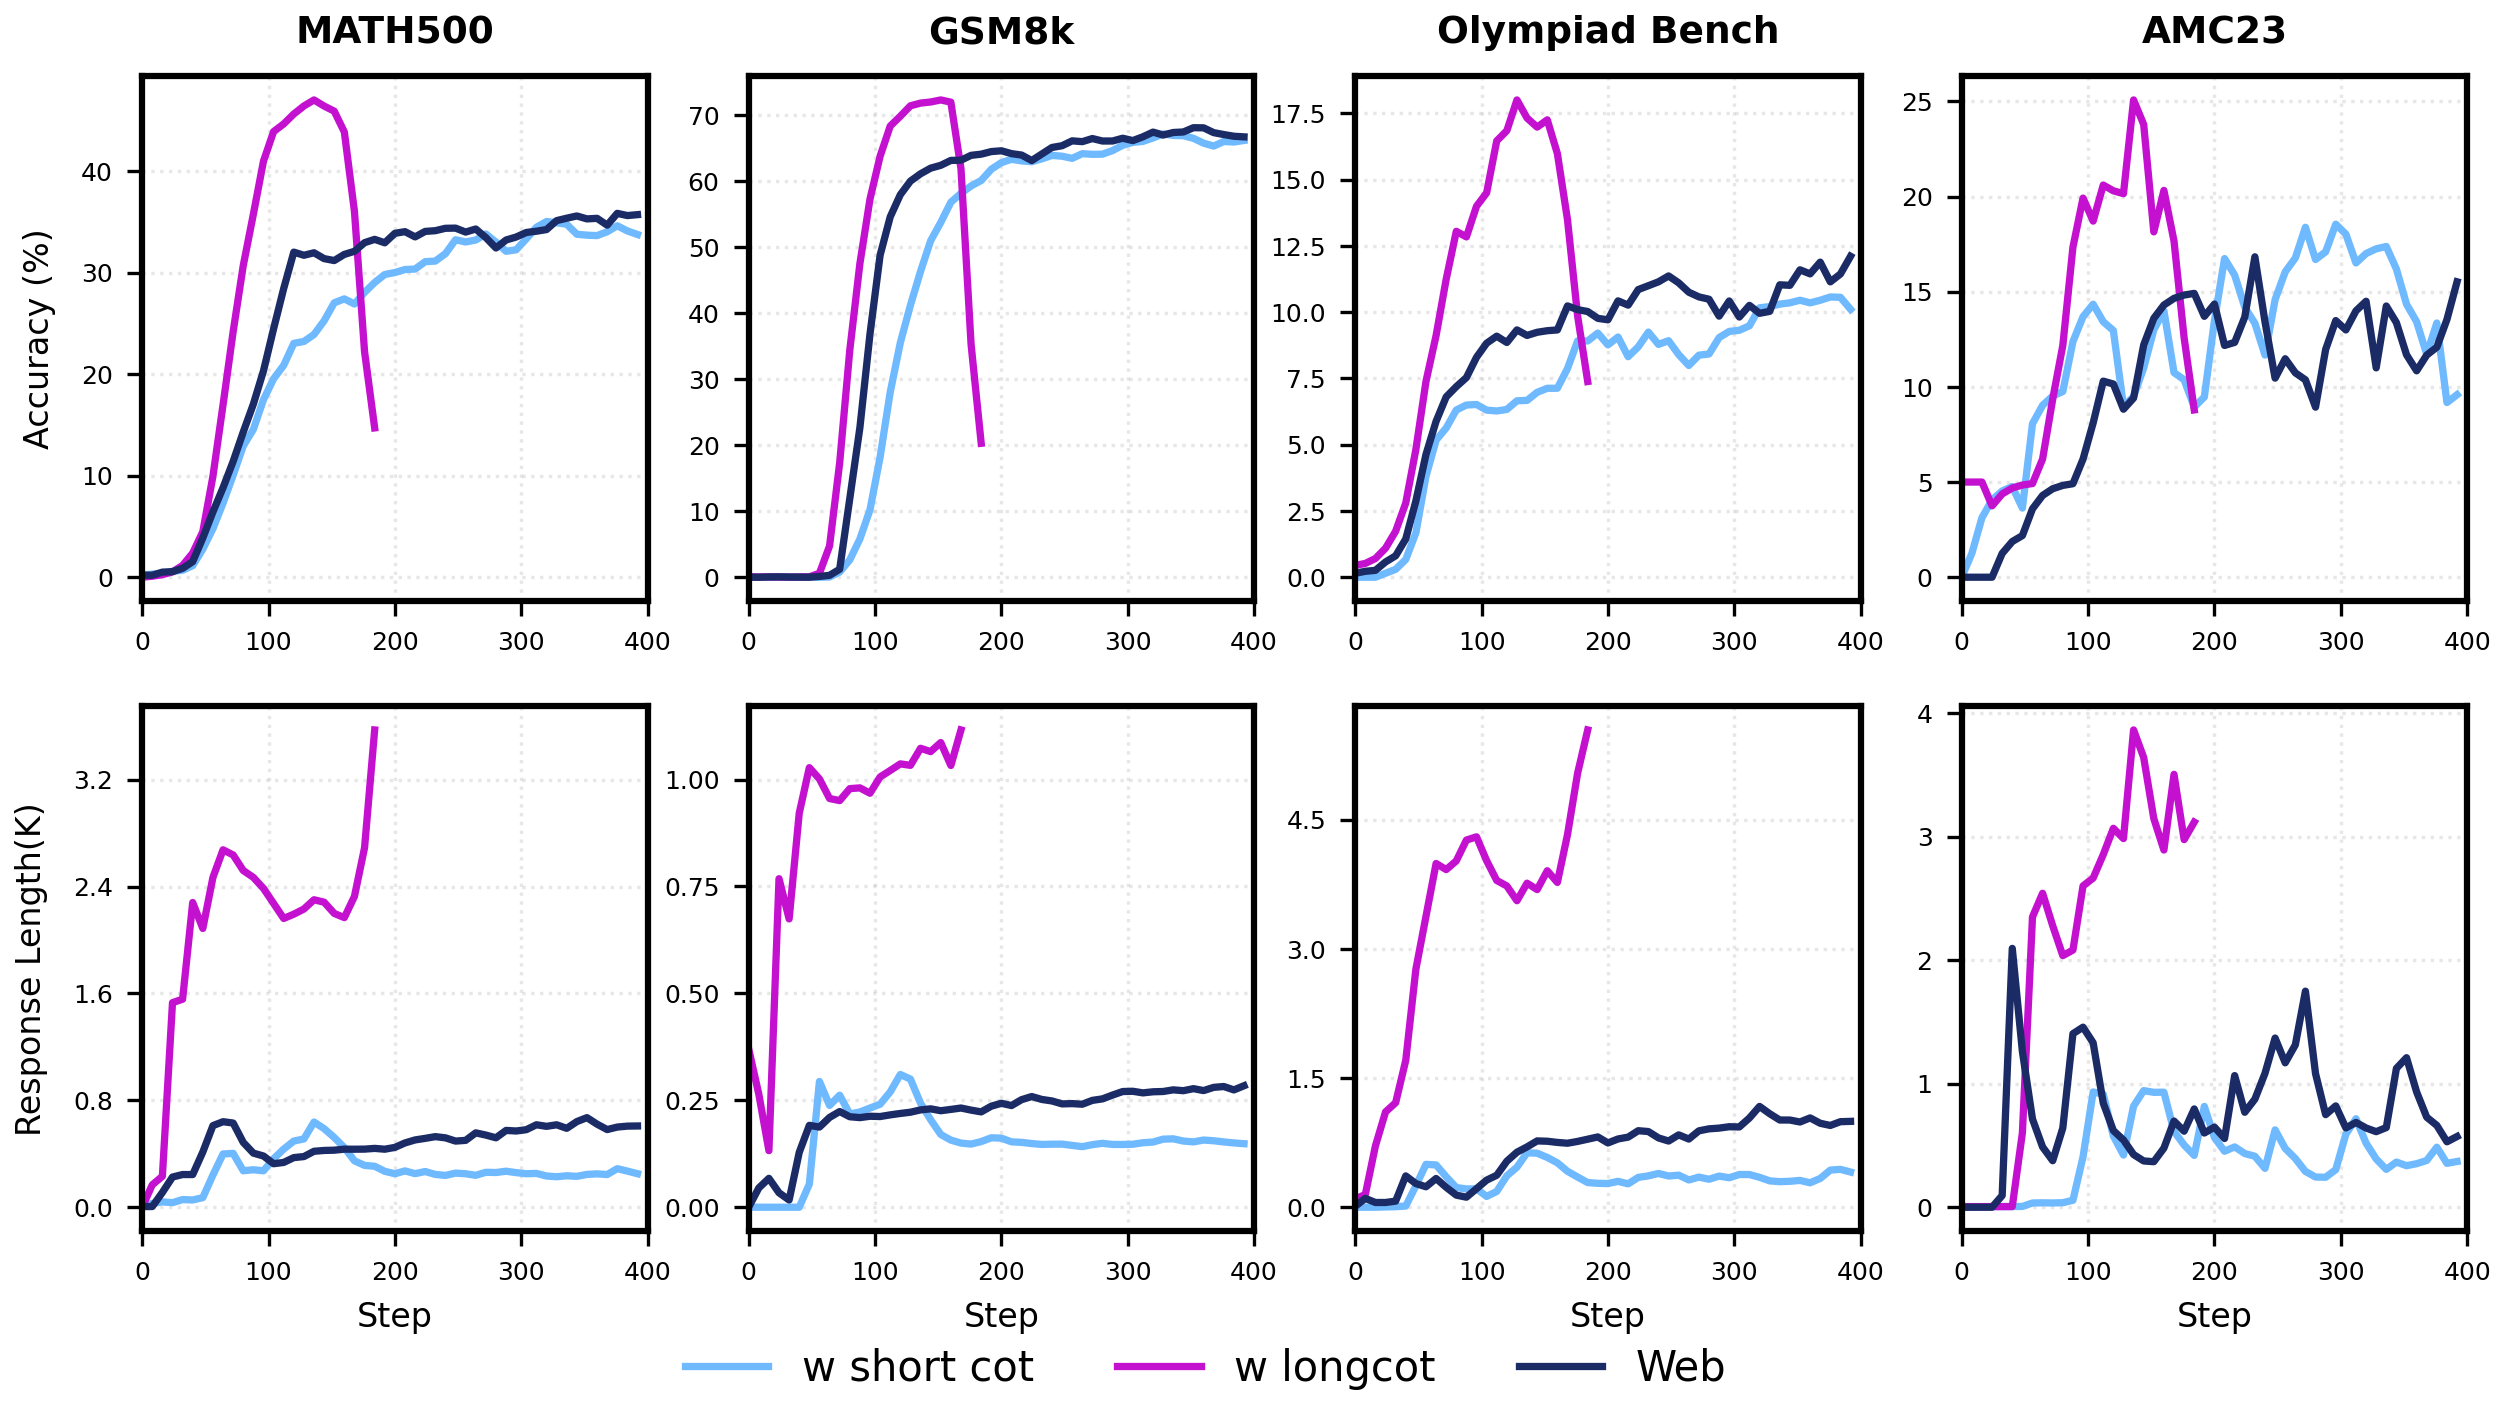 MATH500
GSM8k
Olympiad Bench
AMC23
Accuracy (%)
40
30
20
10
0
0 100 200 300 400
70
60
50
40
30
20
10
0
0 100 200 300 400
17.5
15.0
12.5
10.0
7.5
5.0
2.5
0.0
0 100 200 300 400
25
20
15
10
5
0
0 100 200 300 400
Response Length(K)
3.2
2.4
1.6
0.8
0.0
0 100 200 300 400
Step
1.00
0.75
0.50
0.25
0.00
0 100 200 300 400
Step
4.5
3.0
1.5
0.0
0 100 200 300 400
Step
4
3
2
1
0
0 100 200 300 400
Step
w short cot
w longcot
Web